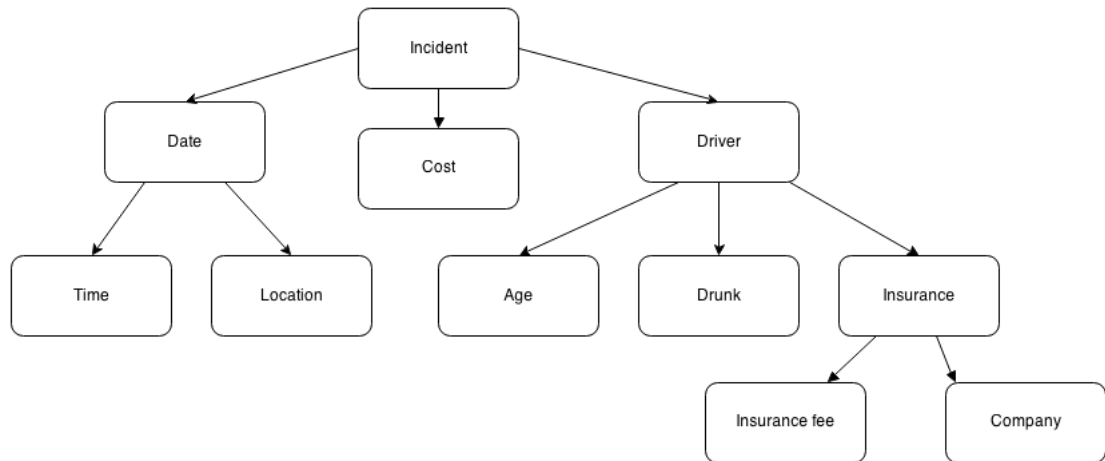 Incident
Date
Cost
Driver
Time
Location
Age
Drunk
Insurance
Insurance fee
Company